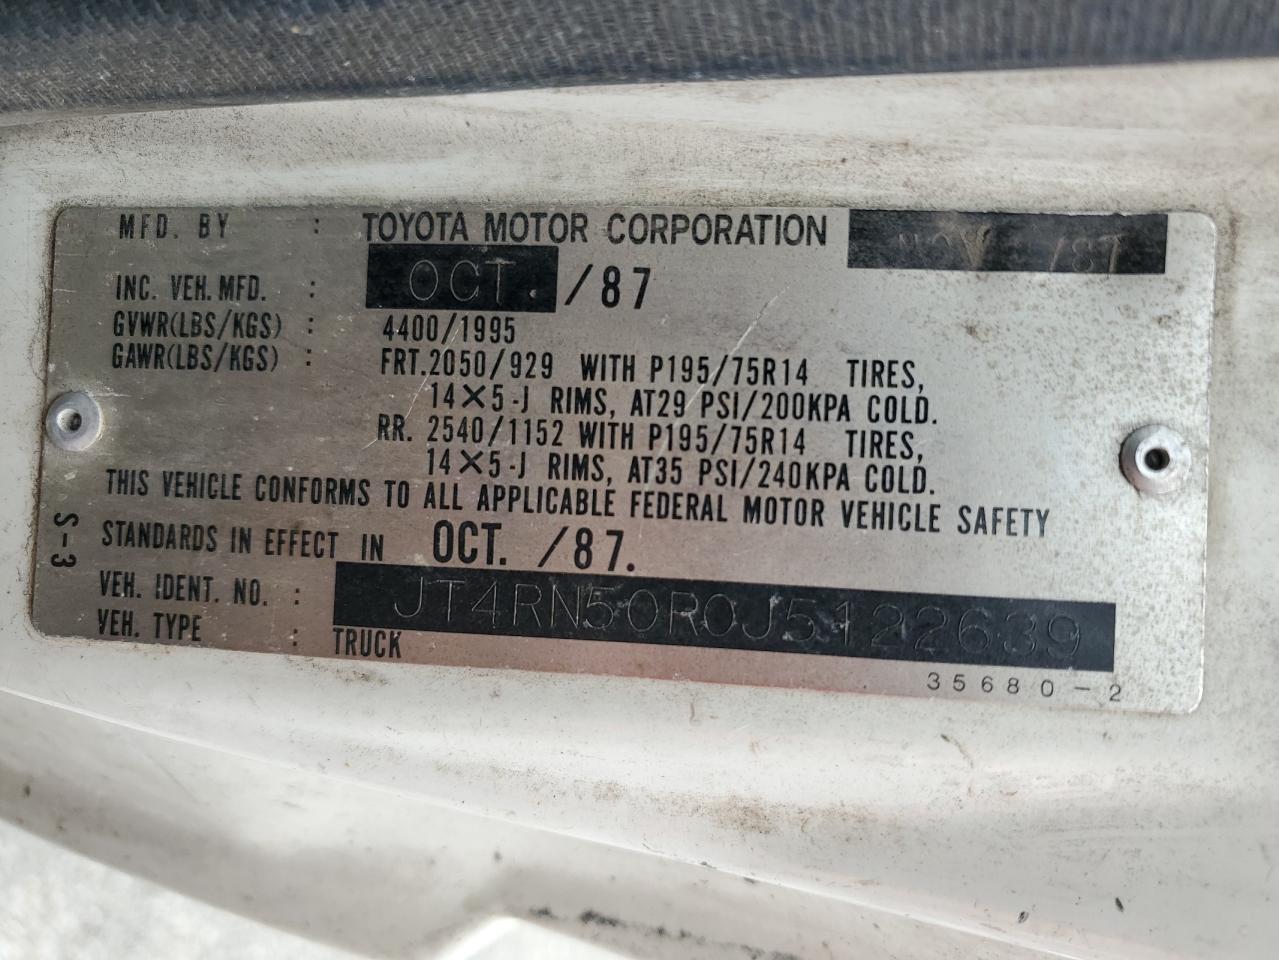 MFD. BY : TOYOTA MOTOR CORPORATION NOV /87
INC. VEH. MFD. : OCT. /87
GVWR(LBS/KGS) : 4400/1995
GAWR(LBS/KGS) : FRT.2050/929 WITH P195/75R14 TIRES,
14×5-J RIMS, AT29 PSI/200KPA COLD.
RR. 2540/1152 WITH P195/75R14 TIRES,
14×5-J RIMS, AT35 PSI/240KPA COLD.
THIS VEHICLE CONFORMS TO ALL APPLICABLE FEDERAL MOTOR VEHICLE SAFETY
STANDARDS IN EFFECT IN OCT. /87.
VEH. IDENT. NO. : JT4RN50R0J5122639
VEH. TYPE : TRUCK
35680-2
S-3